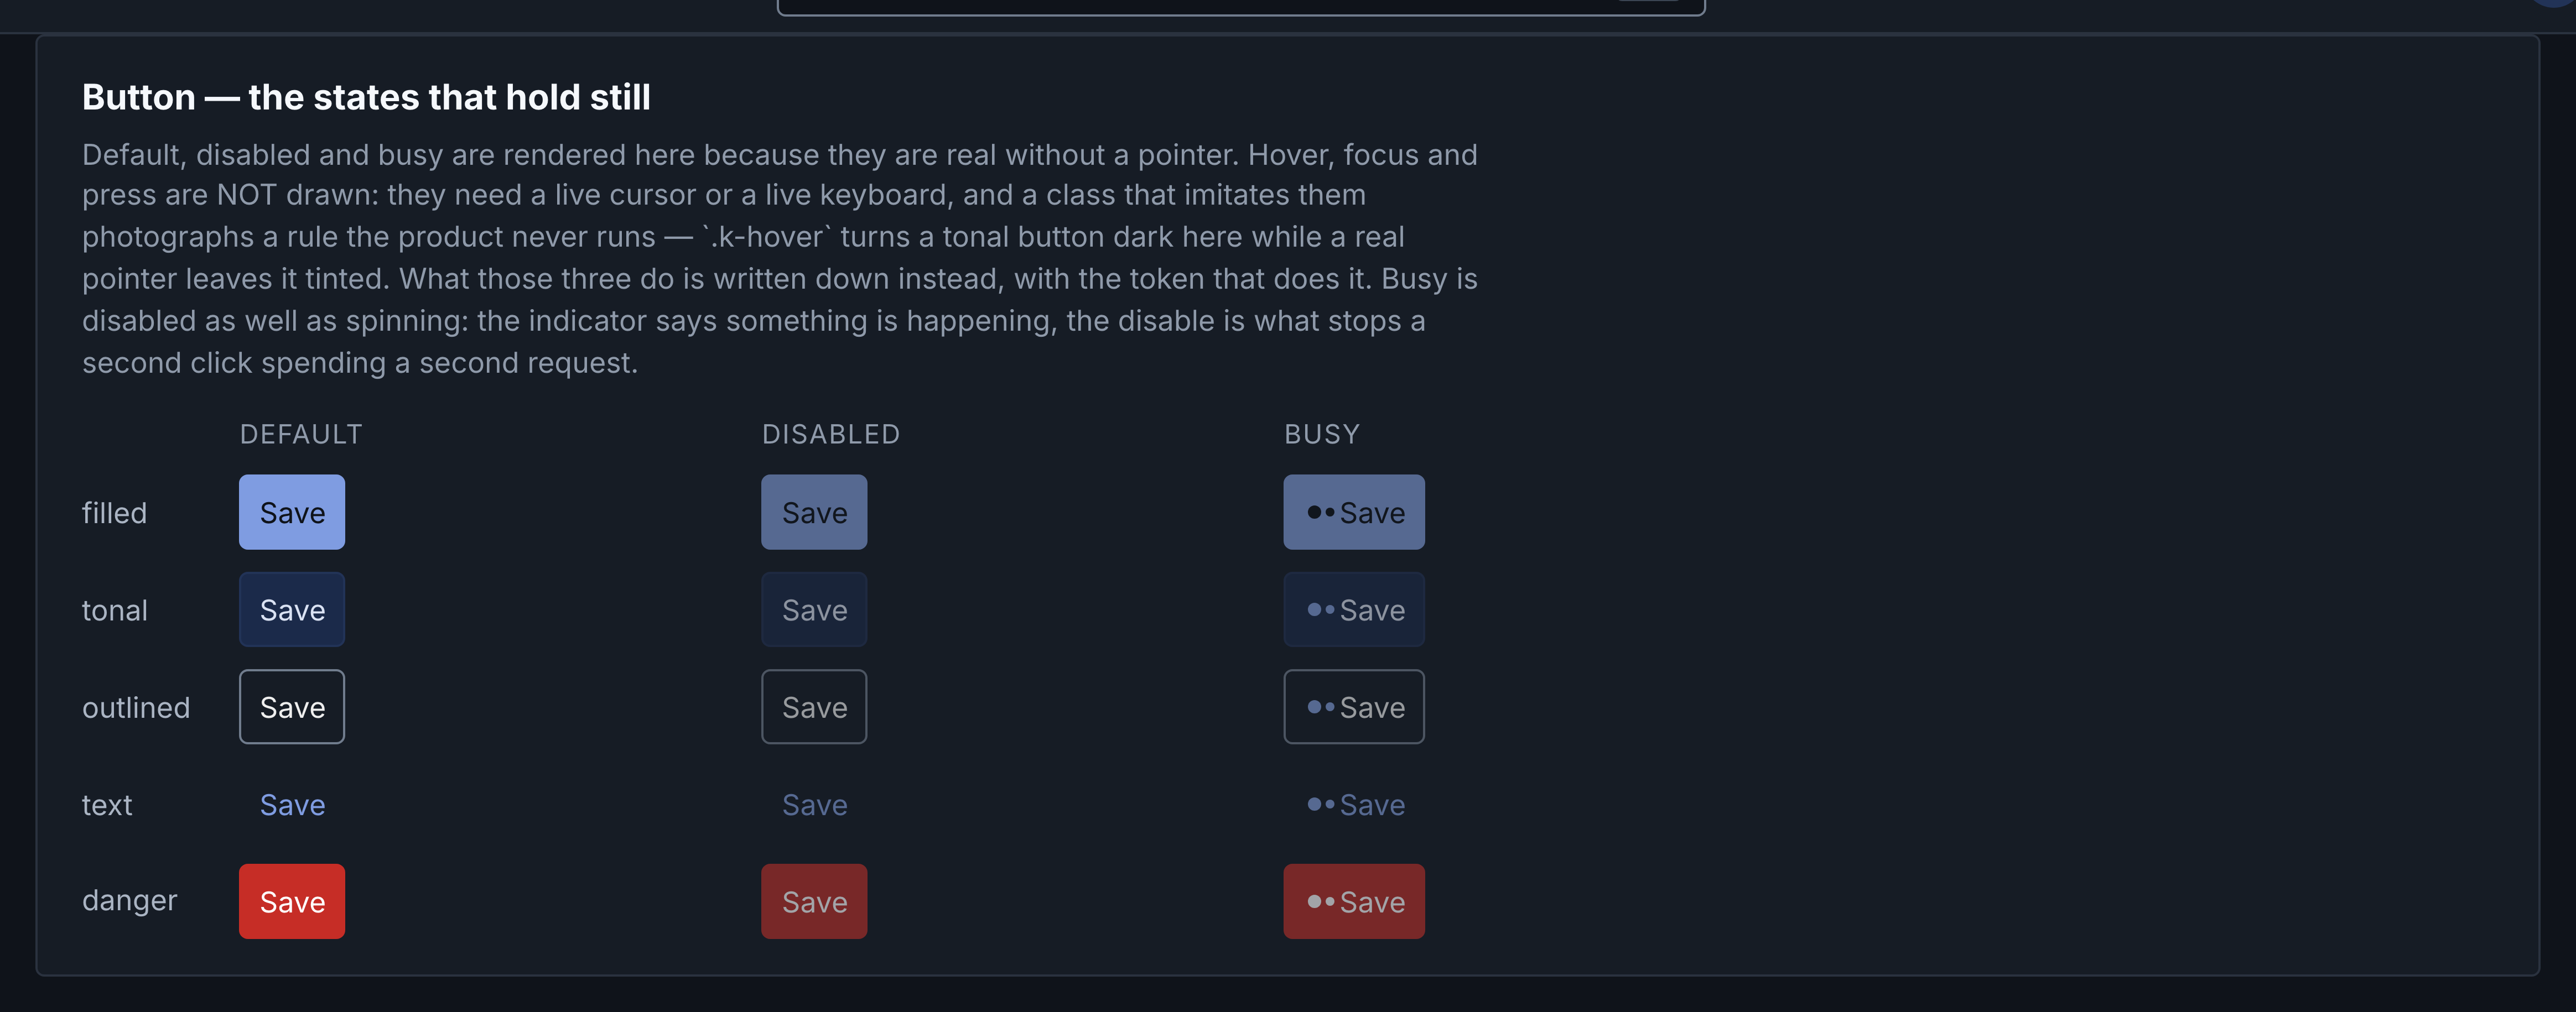 Button — the states that hold still
Default, disabled and busy are rendered here because they are real without a pointer. Hover, focus and
press are NOT drawn: they need a live cursor or a live keyboard, and a class that imitates them
photographs a rule the product never runs — `.k-hover` turns a tonal button dark here while a real
pointer leaves it tinted. What those three do is written down instead, with the token that does it. Busy is
disabled as well as spinning: the indicator says something is happening, the disable is what stops a
second click spending a second request.
DEFAULT DISABLED BUSY
filled Save Save Save
tonal Save Save Save
outlined Save Save Save
text Save Save Save
danger Save Save Save